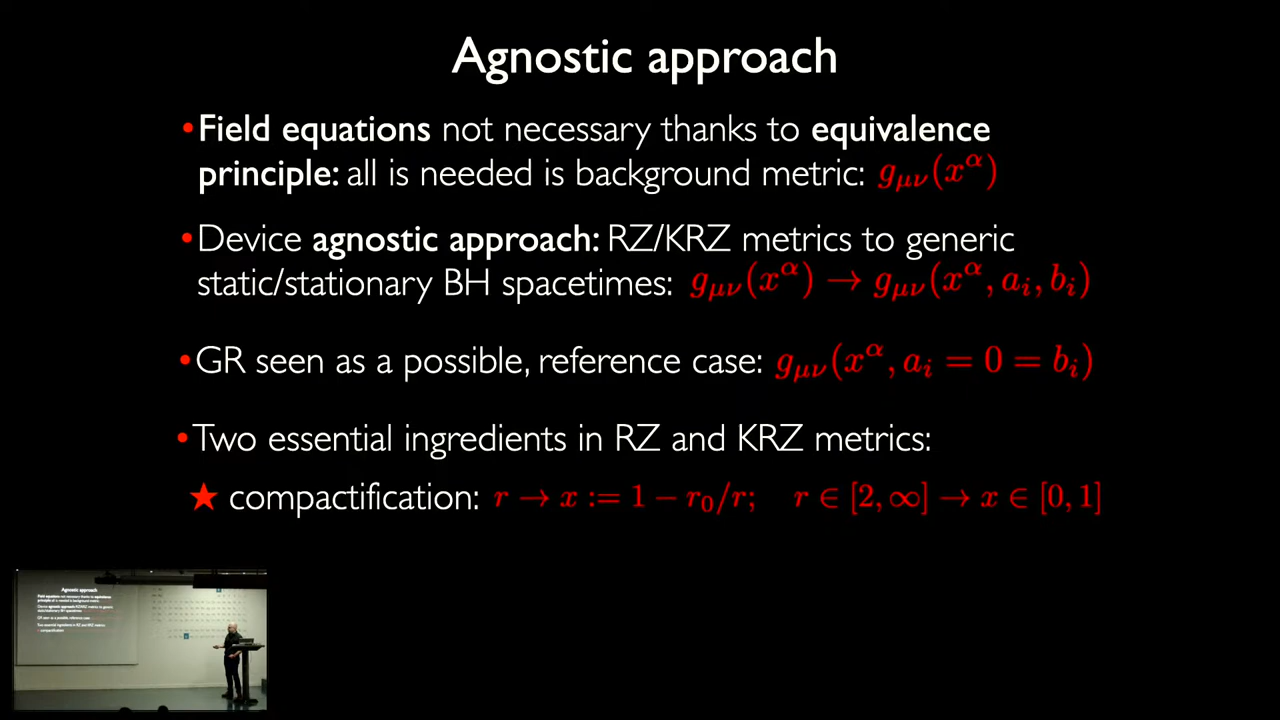 Agnostic approach
•Field equations not necessary thanks to equivalence
principle: all is needed is background metric: g_{μν}(x^α)
•Device agnostic approach: RZ/KRZ metrics to generic
static/stationary BH spacetimes: g_{μν}(x^α) → g_{μν}(x^α, a_i, b_i)
•GR seen as a possible, reference case: g_{μν}(x^α, a_i = 0 = b_i)
•Two essential ingredients in RZ and KRZ metrics:
★ compactification: r → x := 1 − r_0/r; r ∈ [2, ∞] → x ∈ [0, 1]